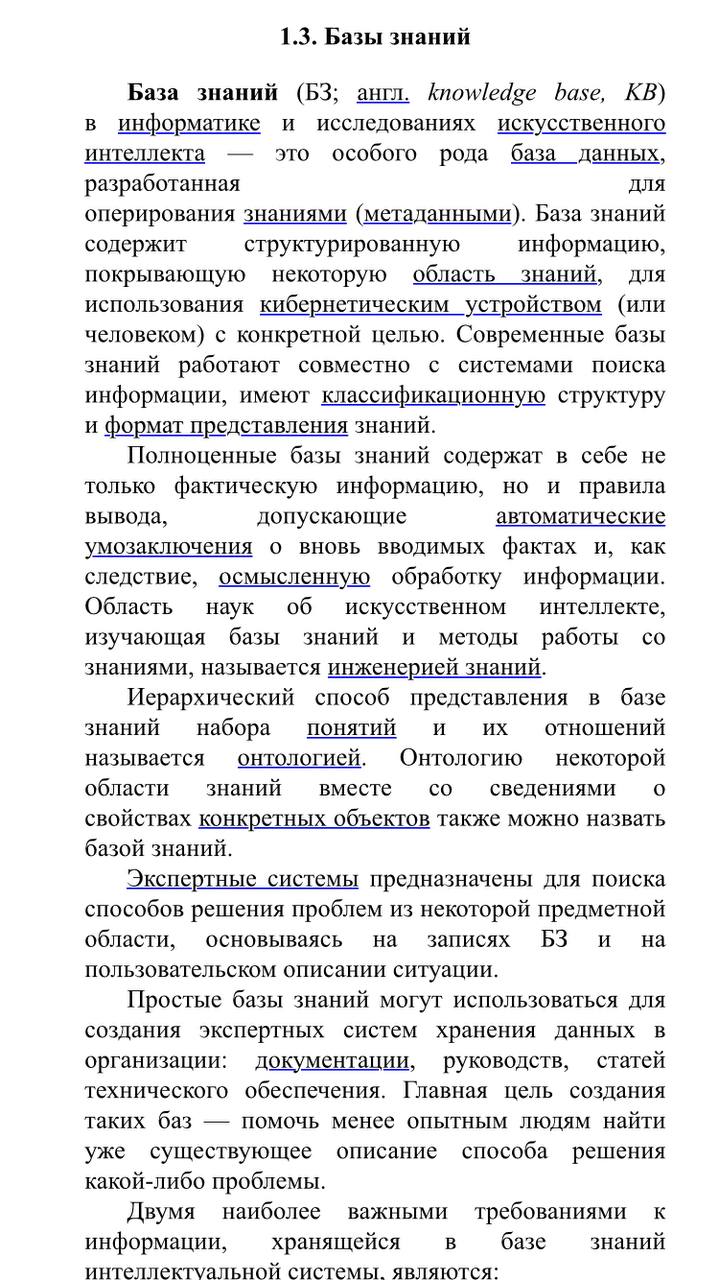 1.3. Базы знаний
База знаний (БЗ; англ. knowledge base, KB)
в информатике и исследованиях искусственного
интеллекта — это особого рода база данных,
разработанная для
оперирования знаниями (метаданными). База знаний
содержит структурированную информацию,
покрывающую некоторую область знаний, для
использования кибернетическим устройством (или
человеком) с конкретной целью. Современные базы
знаний работают совместно с системами поиска
информации, имеют классификационную структуру
и формат представления знаний.
Полноценные базы знаний содержат в себе не
только фактическую информацию, но и правила
вывода, допускающие автоматические
умозаключения о вновь вводимых фактах и, как
следствие, осмысленную обработку информации.
Область наук об искусственном интеллекте,
изучающая базы знаний и методы работы со
знаниями, называется инженерией знаний.
Иерархический способ представления в базе
знаний набора понятий и их отношений
называется онтологией. Онтологию некоторой
области знаний вместе со сведениями о
свойствах конкретных объектов также можно назвать
базой знаний.
Экспертные системы предназначены для поиска
способов решения проблем из некоторой предметной
области, основываясь на записях БЗ и на
пользовательском описании ситуации.
Простые базы знаний могут использоваться для
создания экспертных систем хранения данных в
организации: документации, руководств, статей
технического обеспечения. Главная цель создания
таких баз — помочь менее опытным людям найти
уже существующее описание способа решения
какой-либо проблемы.
Двумя наиболее важными требованиями к
информации, хранящейся в базе знаний
интеллектуальной системы, являются: